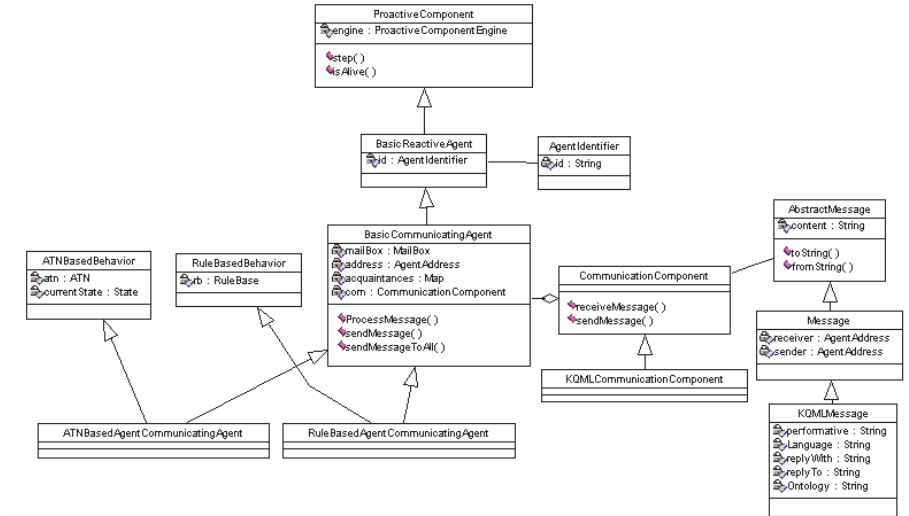 ProactiveComponent
engine : ProactiveComponentEngine
step()
isAlive()
BasicReactiveAgent
id : AgentIdentifier
AgentIdentifier
id : String
AbstractMessage
content : String
toString()
fromString()
BasicCommunicatingAgent
mailBox : MailBox
address : AgentAddress
acquaintances : Map
com : CommunicationComponent
ProcessMessage()
sendMessage()
sendMessageToAll()
ATNBasedBehavior
atn : ATN
currentState : State
RuleBasedBehavior
rb : RuleBase
CommunicationComponent
receiveMessage()
sendMessage()
Message
receiver : AgentAddress
sender : AgentAddress
KQMLCommunicationComponent
KQMLMessage
performative : String
Language : String
replyWith : String
replyTo : String
Ontology : String
ATNBasedAgentCommunicatingAgent
RuleBasedAgentCommunicatingAgent